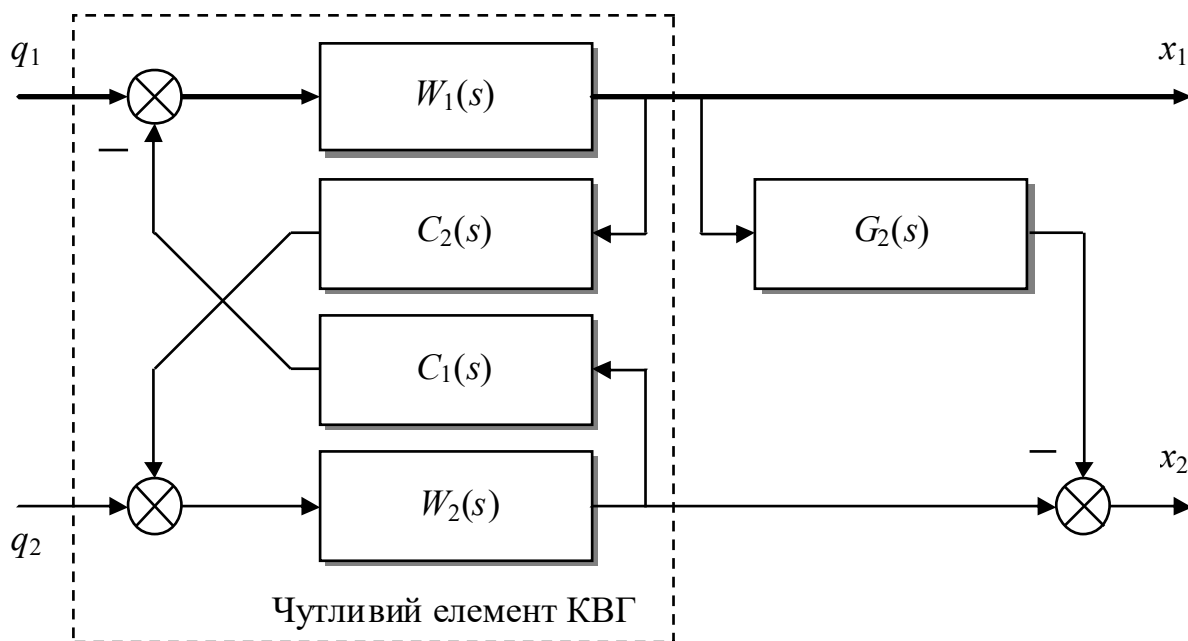 q₁ W₁(s) x₁
−
C₂(s) G₂(s)
C₁(s)
− x₂
W₂(s)
q₂
Чутливий елемент КВГ